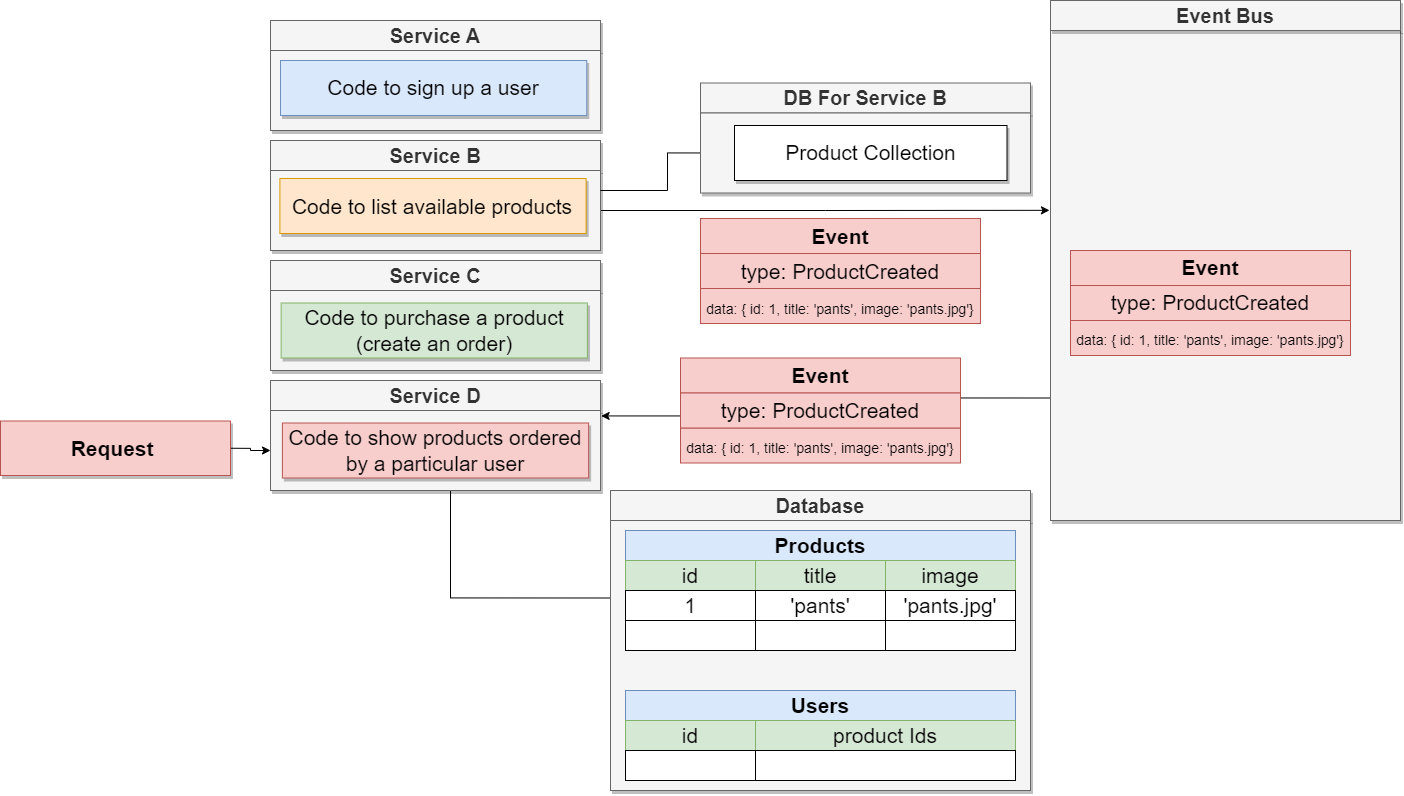 Service A
Code to sign up a user
Service B
Code to list available products
Service C
Code to purchase a product
(create an order)
Service D
Code to show products ordered
by a particular user
Request
DB For Service B
Product Collection
Event
type: ProductCreated
data: { id: 1, title: 'pants', image: 'pants.jpg'}
Event
type: ProductCreated
data: { id: 1, title: 'pants', image: 'pants.jpg'}
Event Bus
Event
type: ProductCreated
data: { id: 1, title: 'pants', image: 'pants.jpg'}
Database
Products
id title image
1 'pants' 'pants.jpg'
Users
id product Ids